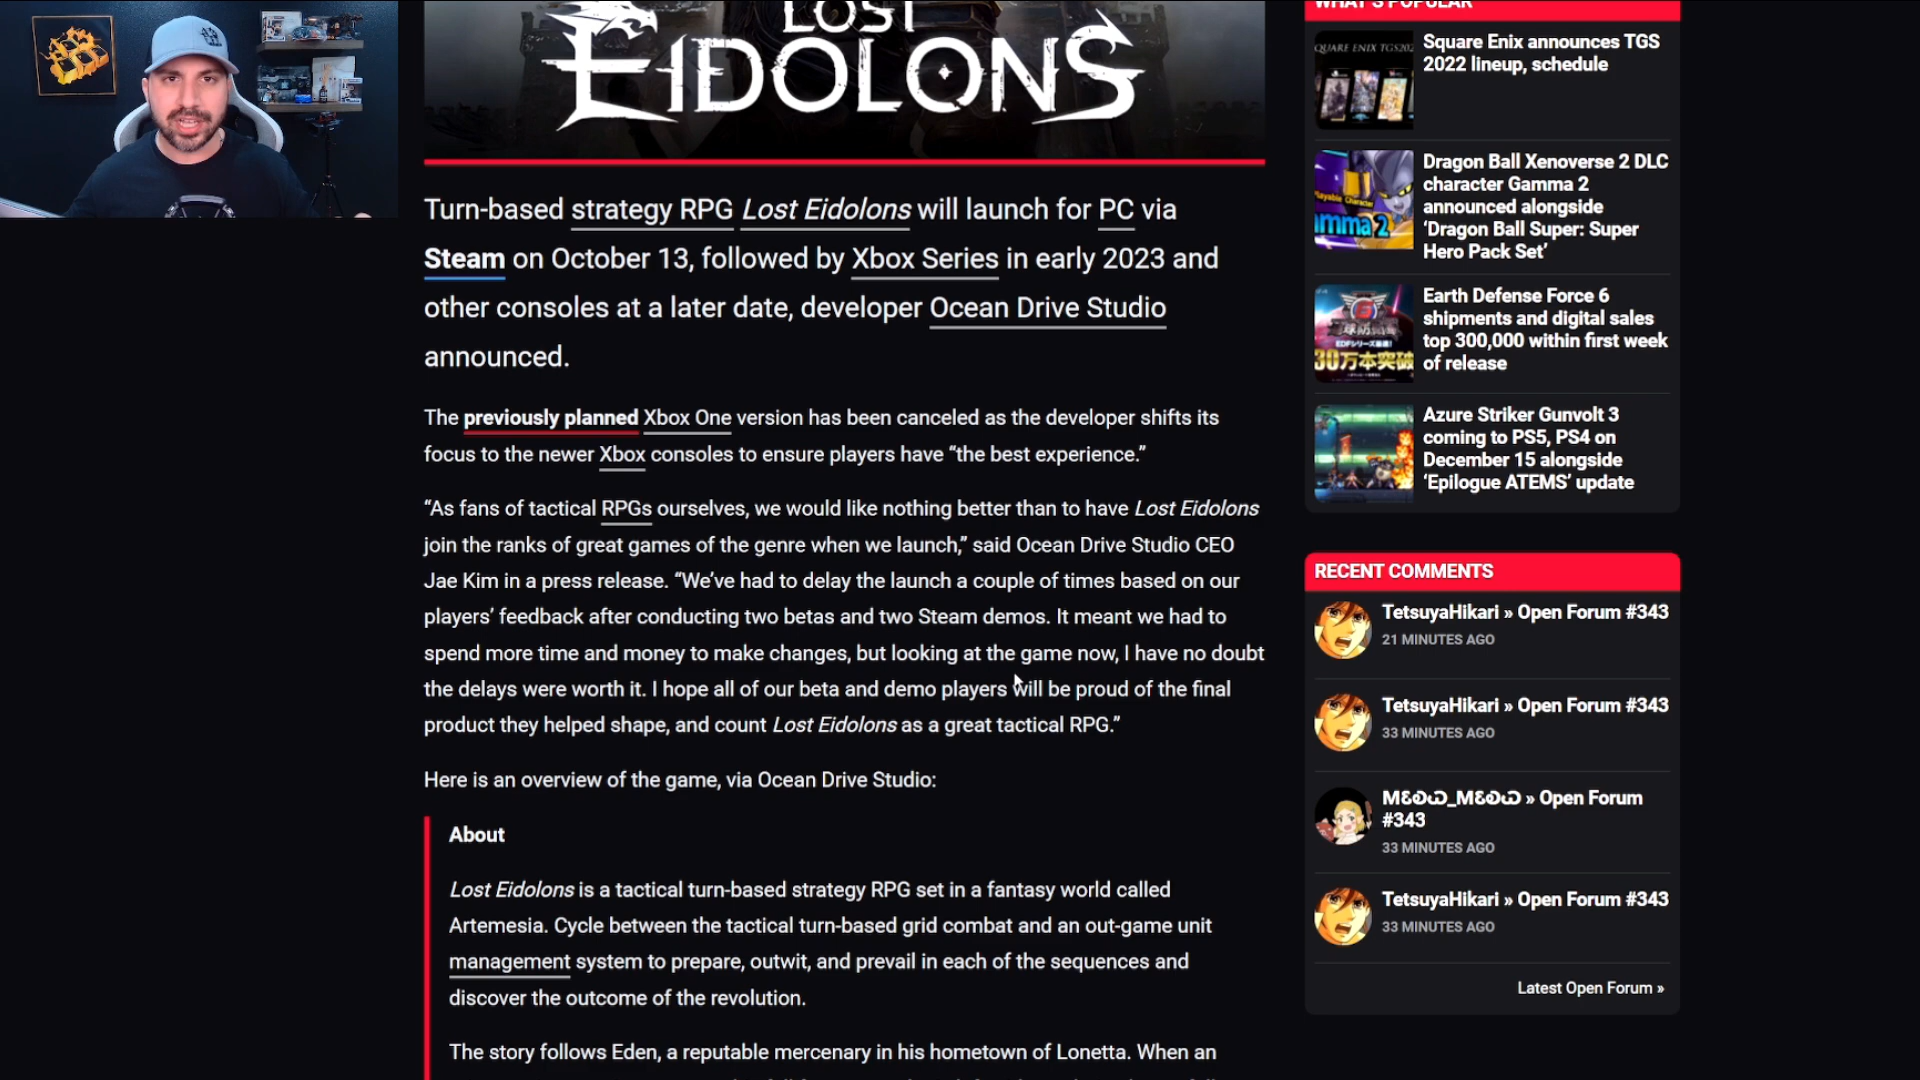 LOST
EIDOLONS
Turn-based strategy RPG Lost Eidolons will launch for PC via
Steam on October 13, followed by Xbox Series in early 2023 and
other consoles at a later date, developer Ocean Drive Studio
announced.
The previously planned Xbox One version has been canceled as the developer shifts its
focus to the newer Xbox consoles to ensure players have “the best experience.”
“As fans of tactical RPGs ourselves, we would like nothing better than to have Lost Eidolons
join the ranks of great games of the genre when we launch,” said Ocean Drive Studio CEO
Jae Kim in a press release. “We’ve had to delay the launch a couple of times based on our
players’ feedback after conducting two betas and two Steam demos. It meant we had to
spend more time and money to make changes, but looking at the game now, I have no doubt
the delays were worth it. I hope all of our beta and demo players will be proud of the final
product they helped shape, and count Lost Eidolons as a great tactical RPG.”
Here is an overview of the game, via Ocean Drive Studio:
About
Lost Eidolons is a tactical turn-based strategy RPG set in a fantasy world called
Artemesia. Cycle between the tactical turn-based grid combat and an out-game unit
management system to prepare, outwit, and prevail in each of the sequences and
discover the outcome of the revolution.
The story follows Eden, a reputable mercenary in his hometown of Lonetta. When an
WHAT'S POPULAR
Square Enix announces TGS
2022 lineup, schedule
Dragon Ball Xenoverse 2 DLC
character Gamma 2
announced alongside
‘Dragon Ball Super: Super
Hero Pack Set’
Earth Defense Force 6
shipments and digital sales
top 300,000 within first week
of release
30万本突破
Azure Striker Gunvolt 3
coming to PS5, PS4 on
December 15 alongside
‘Epilogue ATEMS’ update
RECENT COMMENTS
TetsuyaHikari » Open Forum #343
21 MINUTES AGO
TetsuyaHikari » Open Forum #343
33 MINUTES AGO
» Open Forum
#343
33 MINUTES AGO
TetsuyaHikari » Open Forum #343
33 MINUTES AGO
Latest Open Forum »